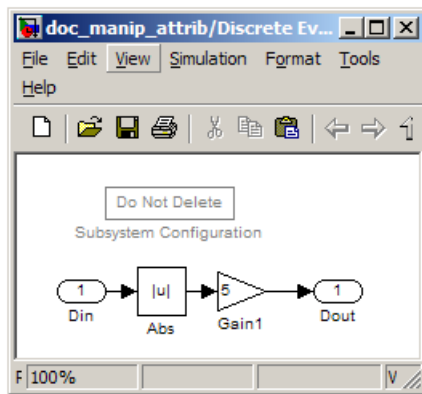 doc_manip_attrib/Discrete Ev...
File Edit View Simulation Format Tools
Help
Do Not Delete
Subsystem Configuration
1 |u| 5 1
Din Abs Gain1 Dout
F 100% V